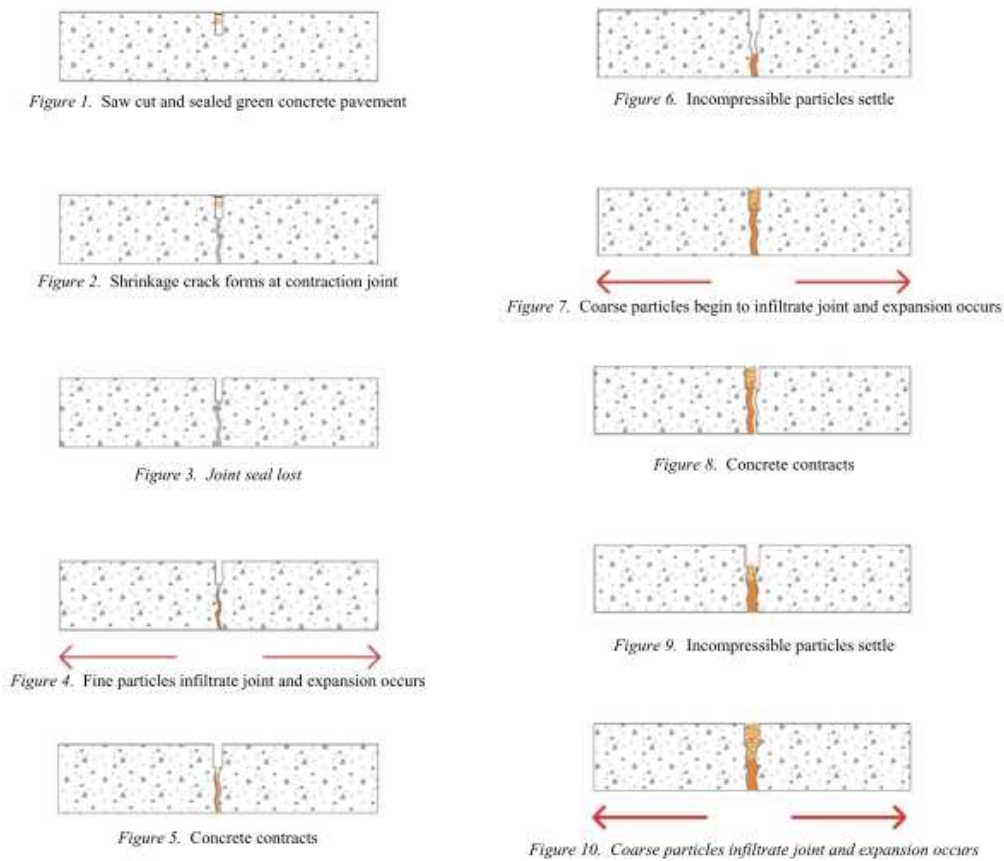 Figure 1. Saw cut and sealed green concrete pavement
Figure 2. Shrinkage crack forms at contraction joint
Figure 3. Joint seal lost
Figure 4. Fine particles infiltrate joint and expansion occurs
Figure 5. Concrete contracts
Figure 6. Incompressible particles settle
Figure 7. Coarse particles begin to infiltrate joint and expansion occurs
Figure 8. Concrete contracts
Figure 9. Incompressible particles settle
Figure 10. Coarse particles infiltrate joint and expansion occurs